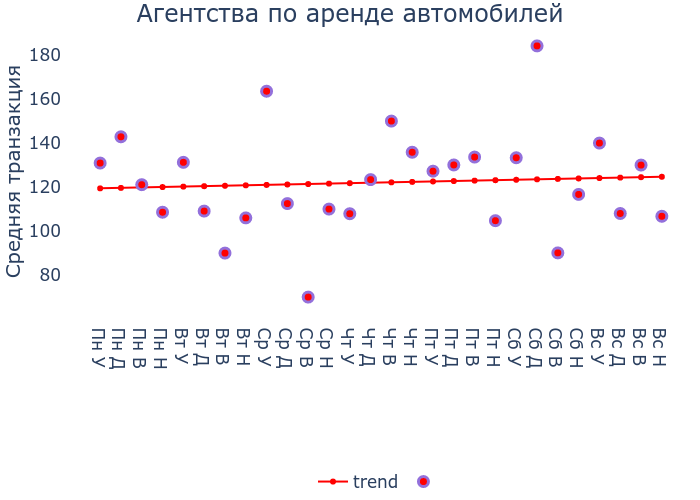 Агентства по аренде автомобилей
Средняя транзакция
180
160
140
120
100
80
Пн У
Пн Д
Пн В
Пн Н
Вт У
Вт Д
Вт В
Вт Н
Ср У
Ср Д
Ср В
Ср Н
Чт У
Чт Д
Чт В
Чт Н
Пт У
Пт Д
Пт В
Пт Н
Сб У
Сб Д
Сб В
Сб Н
Вс У
Вс Д
Вс В
Вс Н
trend